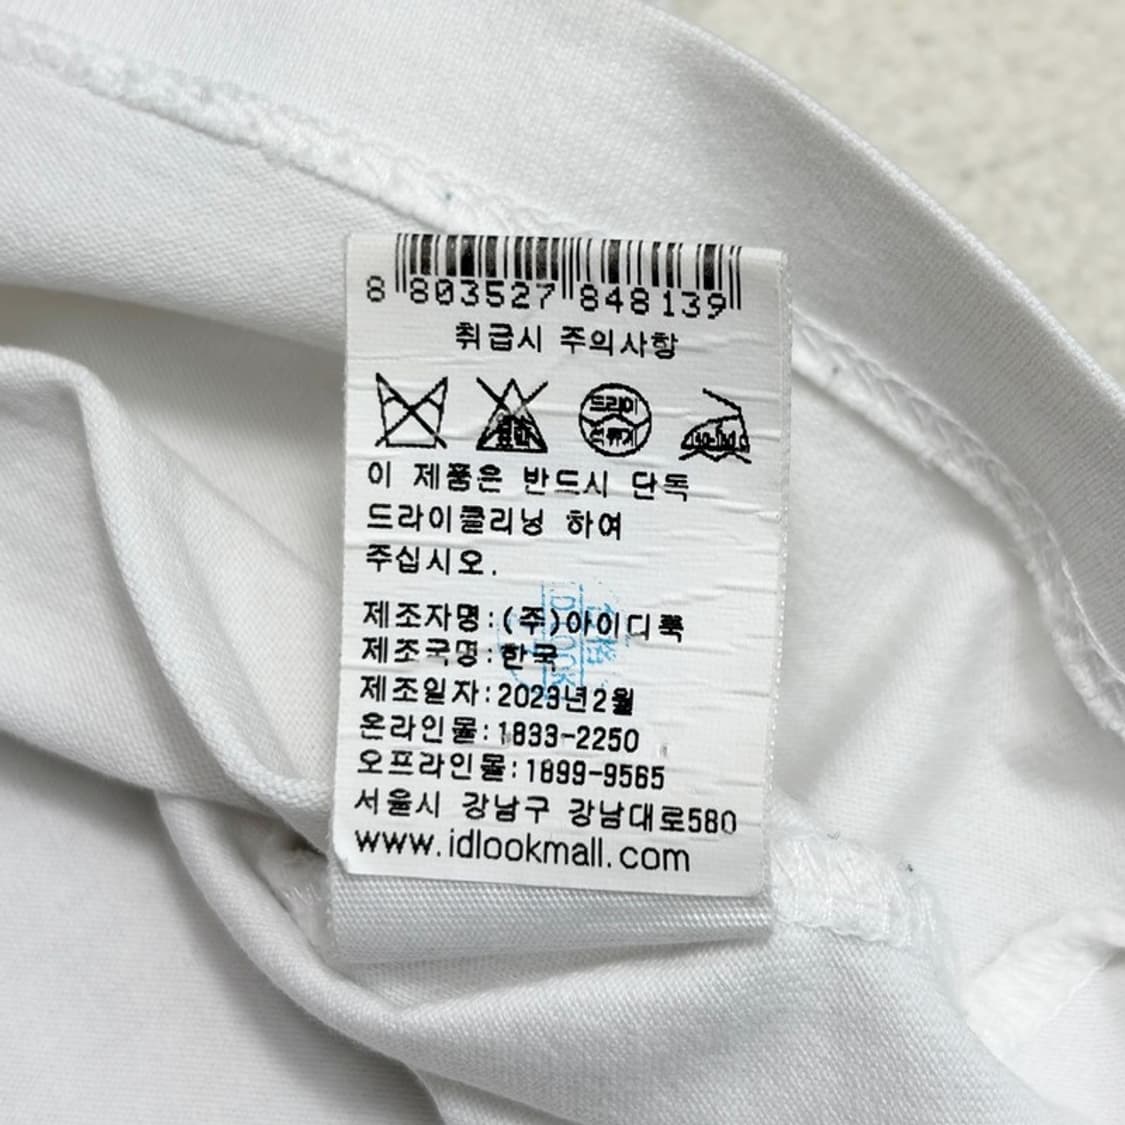 8 803527 848139
취급시 주의사항
드라이
석유계
이 제품은 반드시 단독
드라이클리닝 하여
주십시오.
제조자명:(주)아이디룩
제조국명:한국
제조일자:2023년2월
온라인몰:1833-2250
오프라인몰:1899-9565
서울시 강남구 강남대로580
www.idlookmall.com